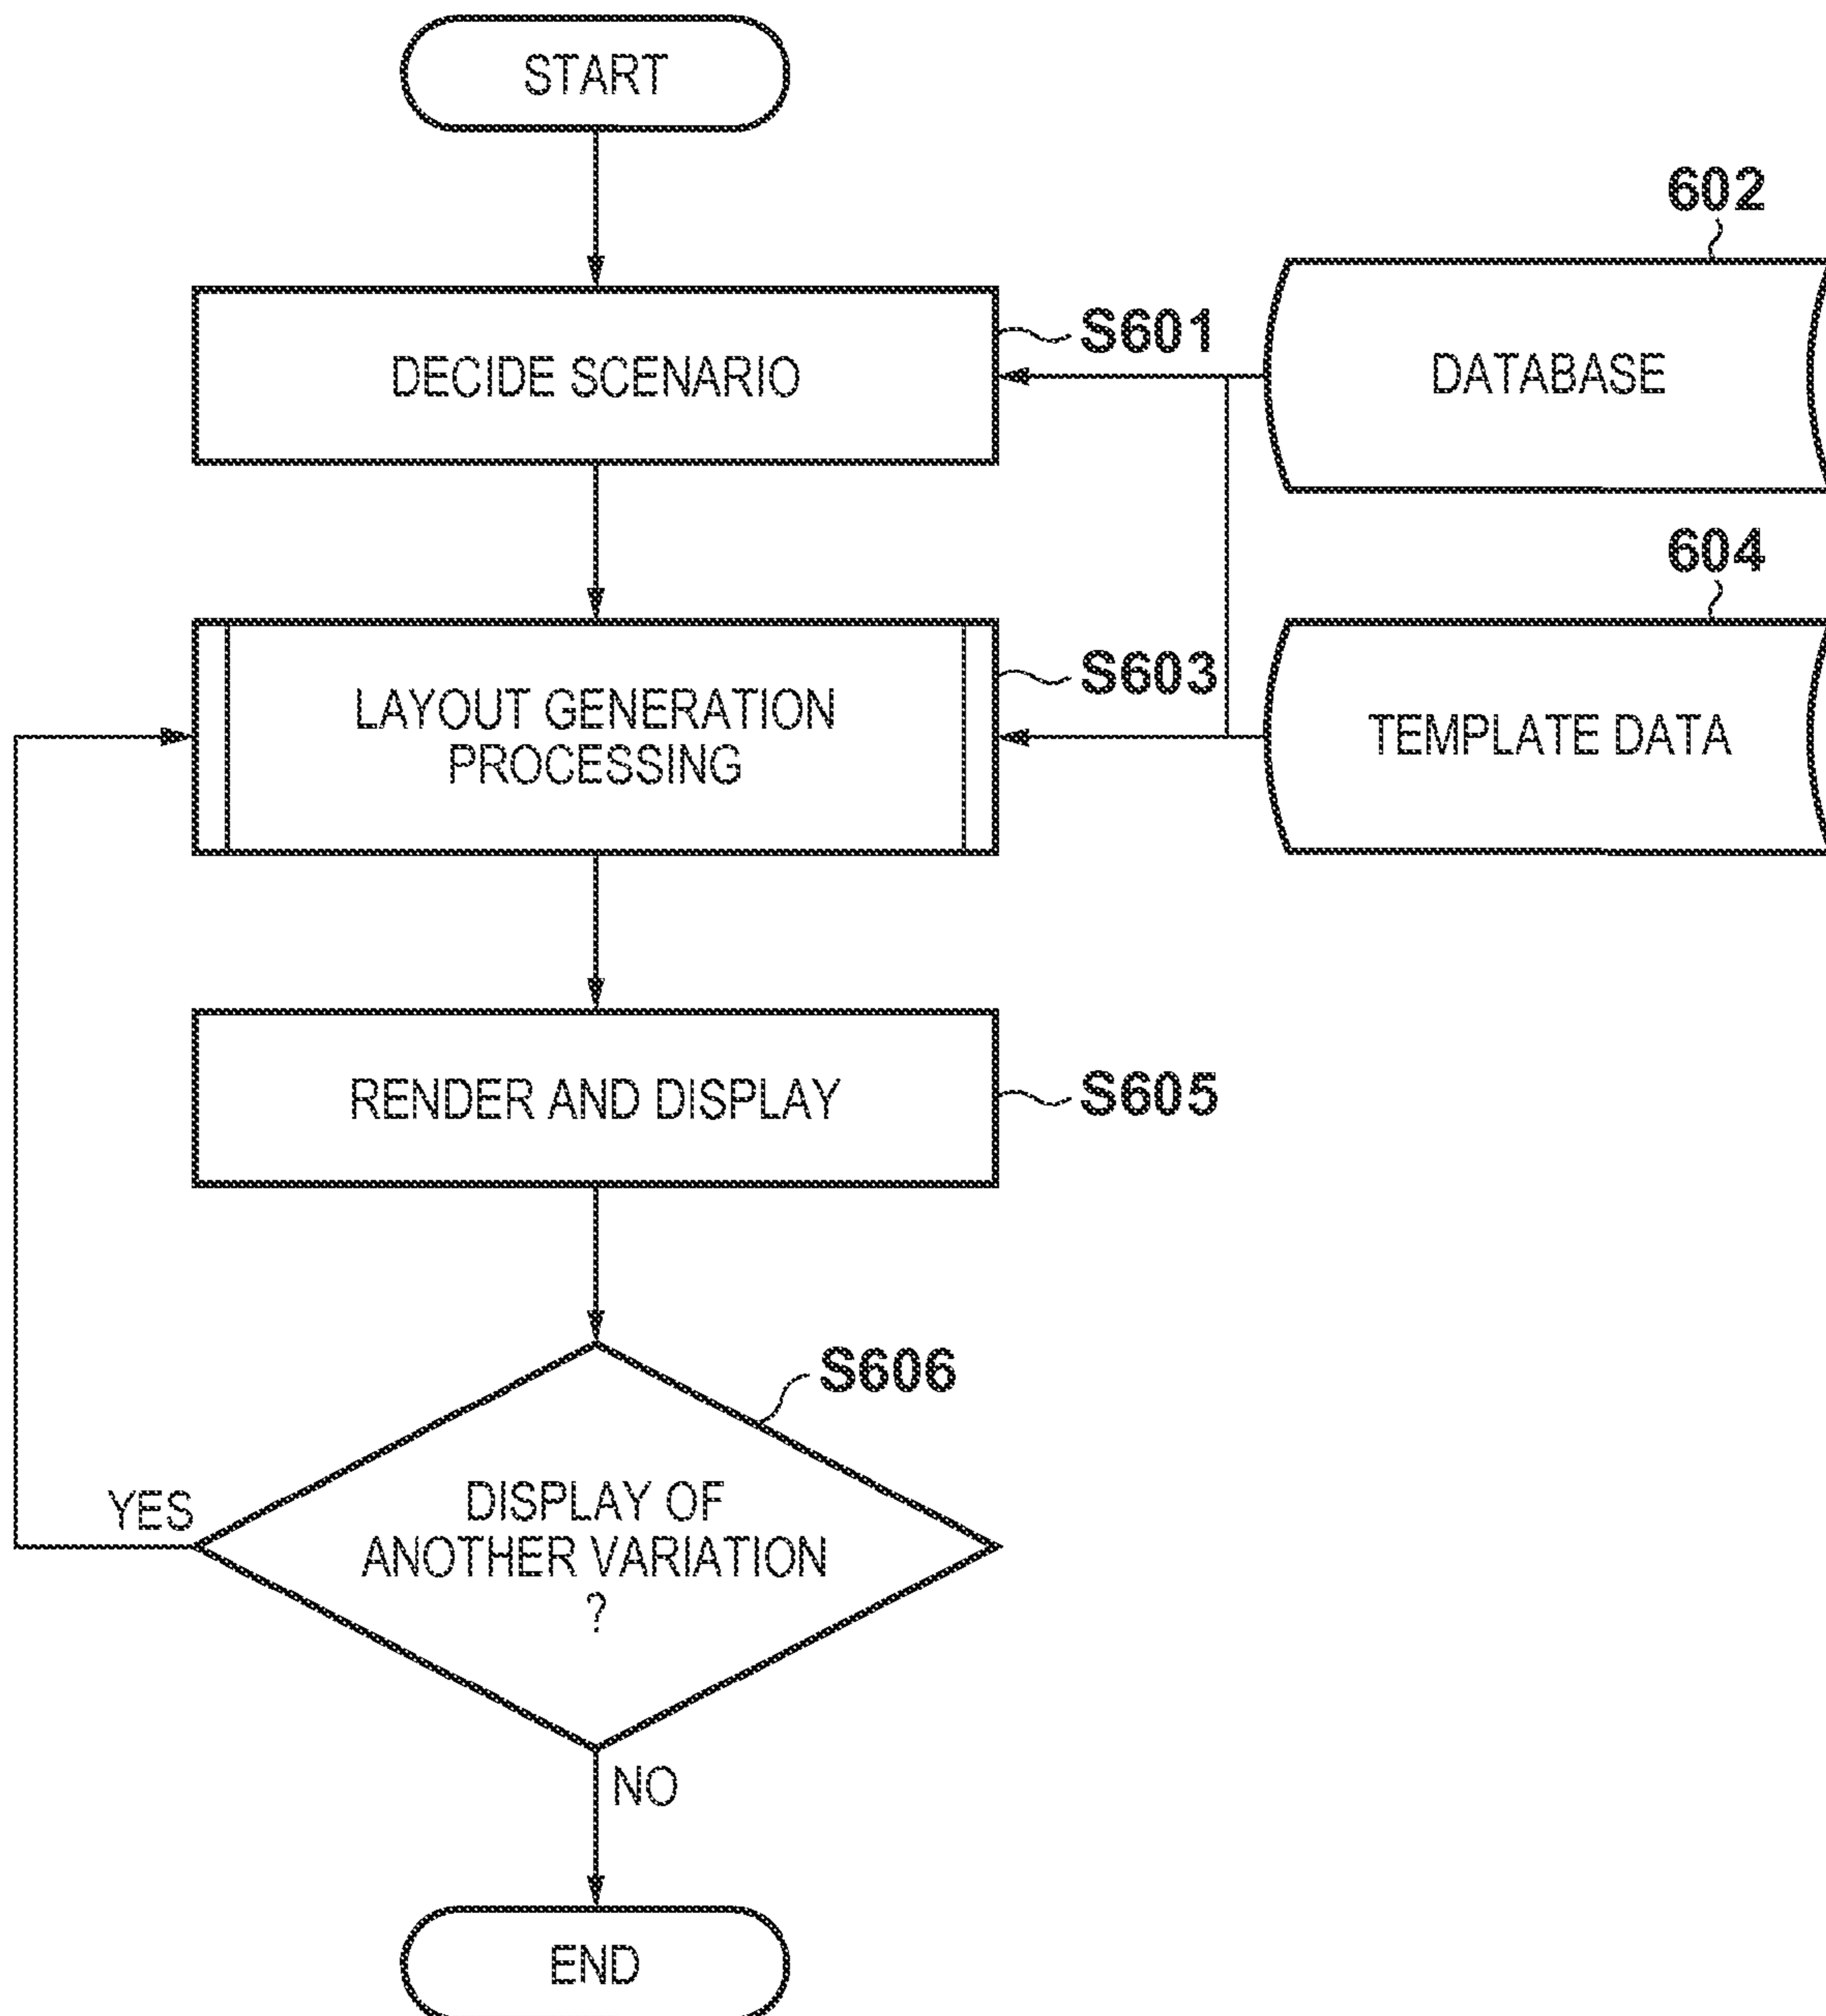 START
602
S601
DECIDE SCENARIO
DATABASE
604
S603
LAYOUT GENERATION
PROCESSING
TEMPLATE DATA
RENDER AND DISPLAY
S605
S606
DISPLAY OF
ANOTHER VARIATION
?
YES
NO
END